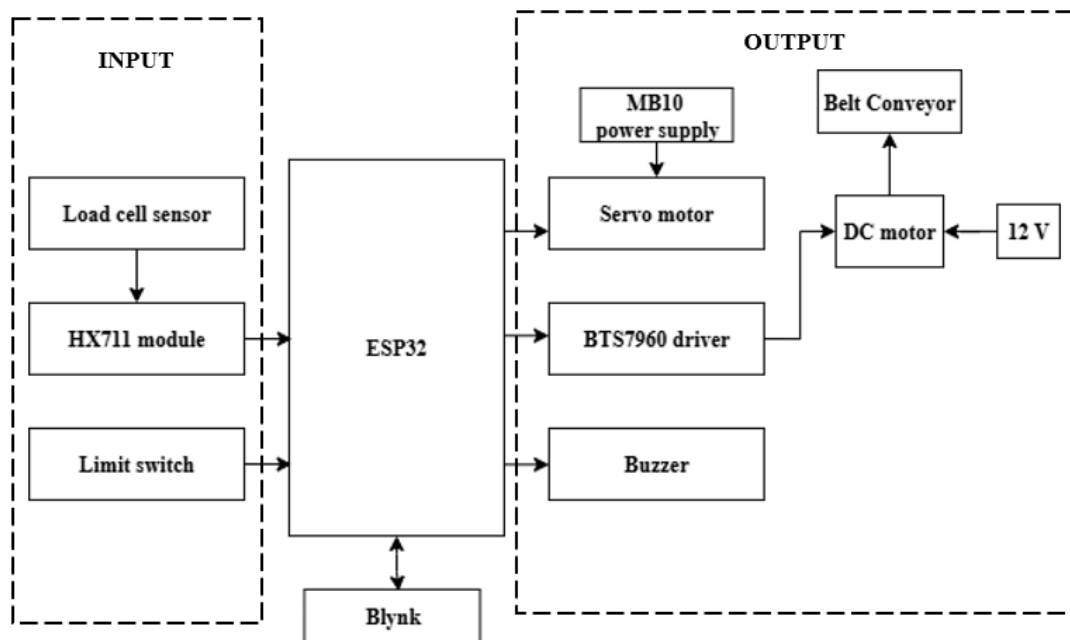 INPUT
Load cell sensor
HX711 module
Limit switch
ESP32
Blynk
OUTPUT
MB10
power supply
Servo motor
BTS7960 driver
Buzzer
Belt Conveyor
DC motor
12 V